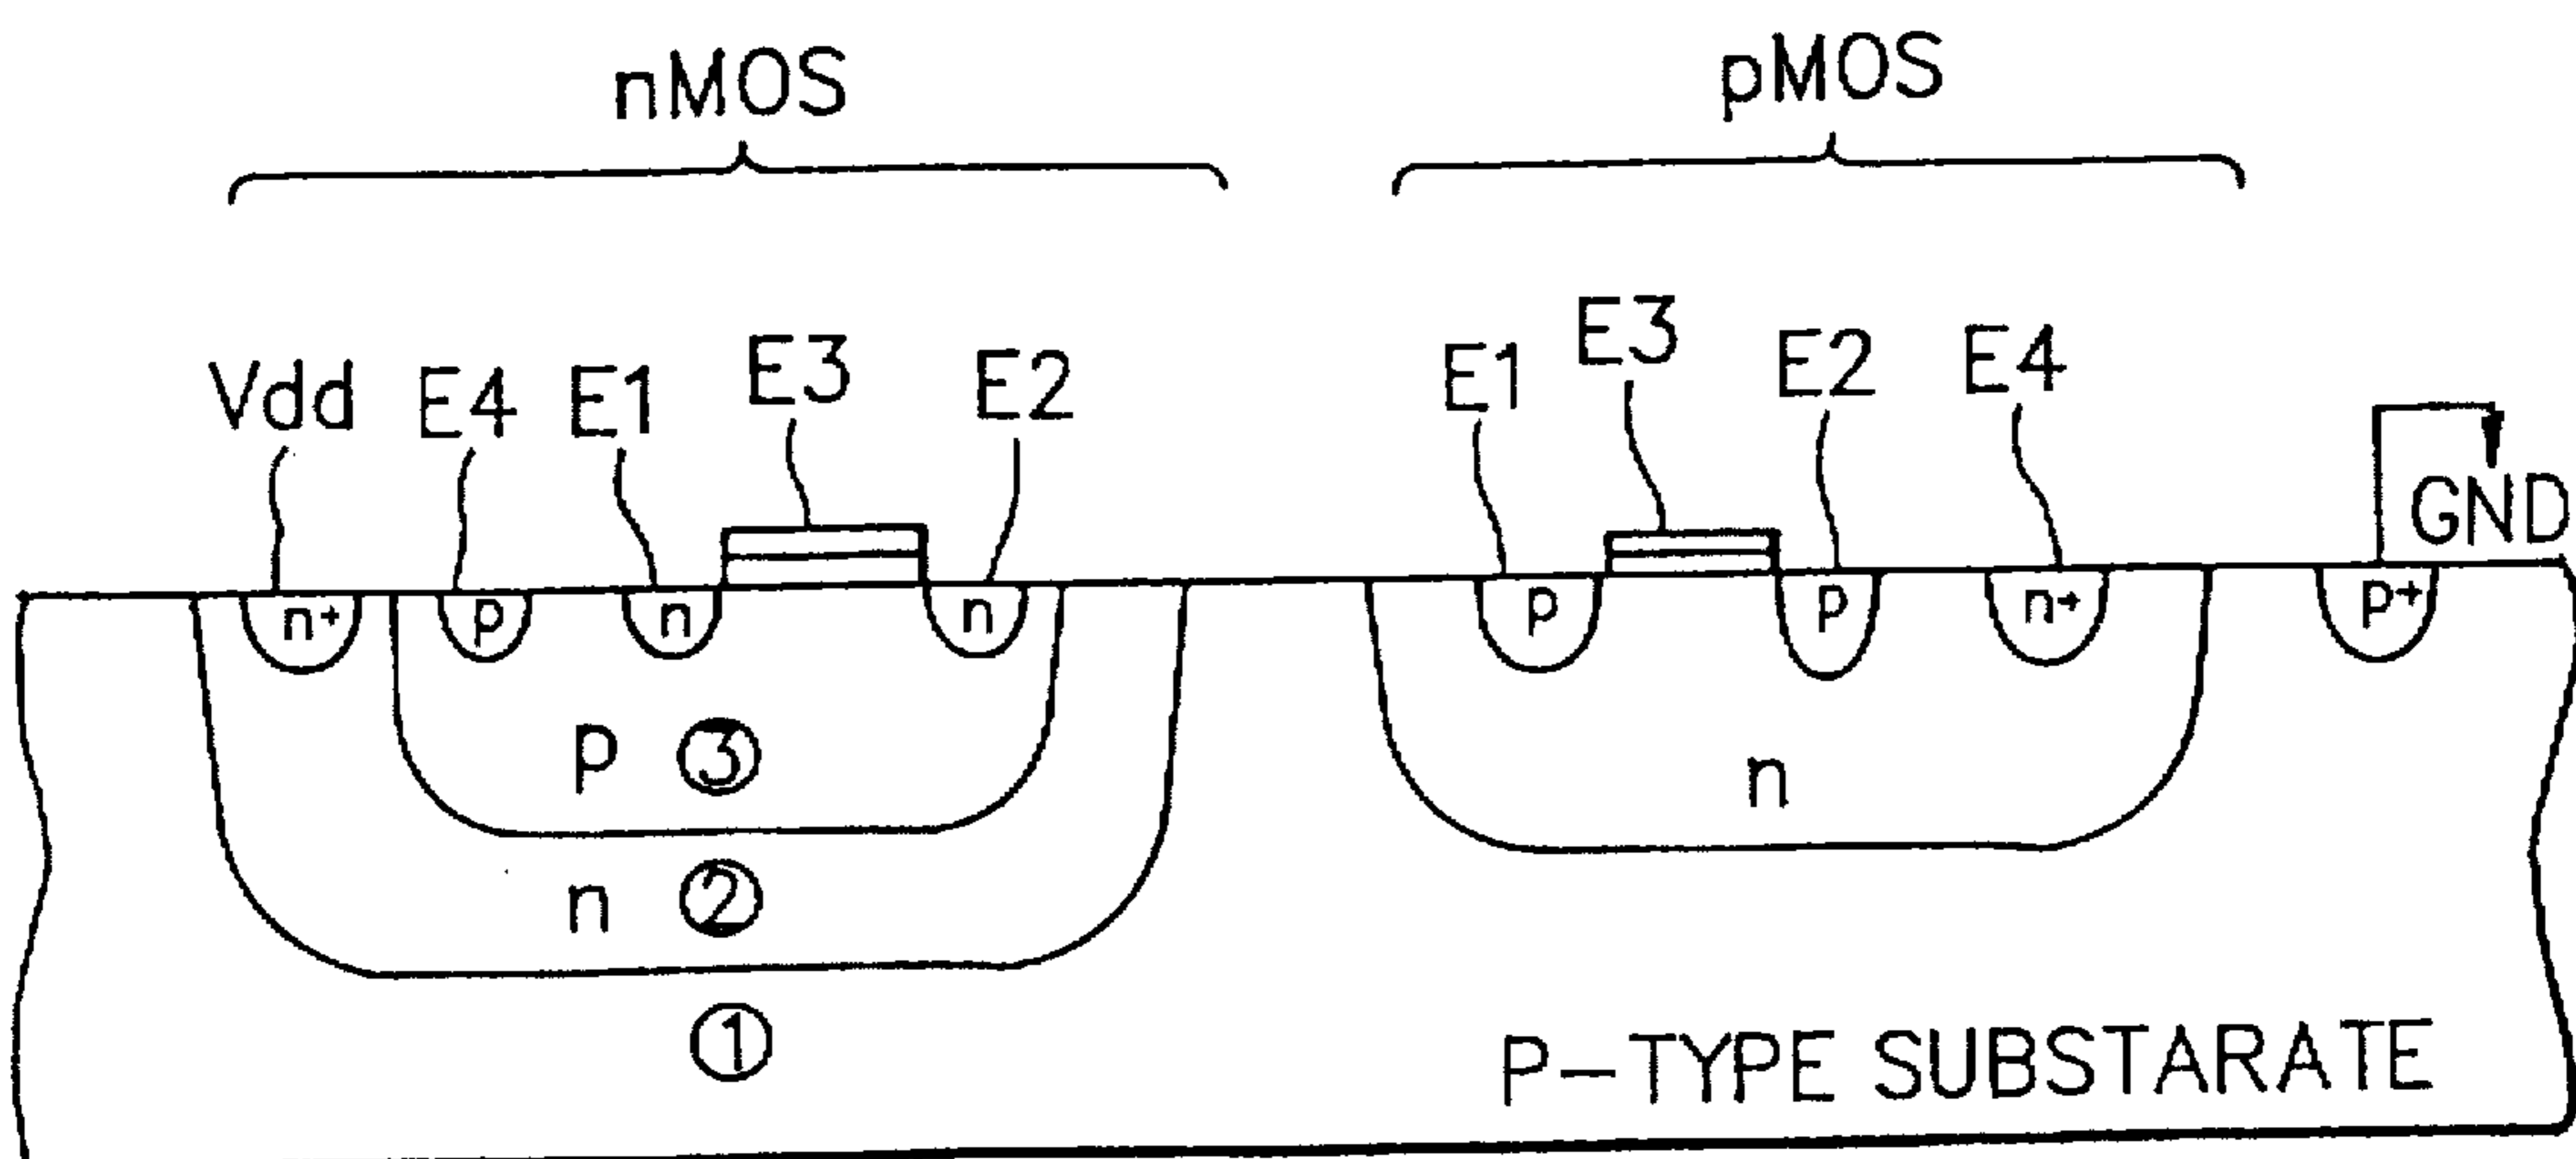 nMOS pMOS
Vdd E4 E1 E3 E2 E1 E3 E2 E4
GND
n+ p n n p p n+ p+
p ③ n
n ②
①
P-TYPE SUBSTARATE